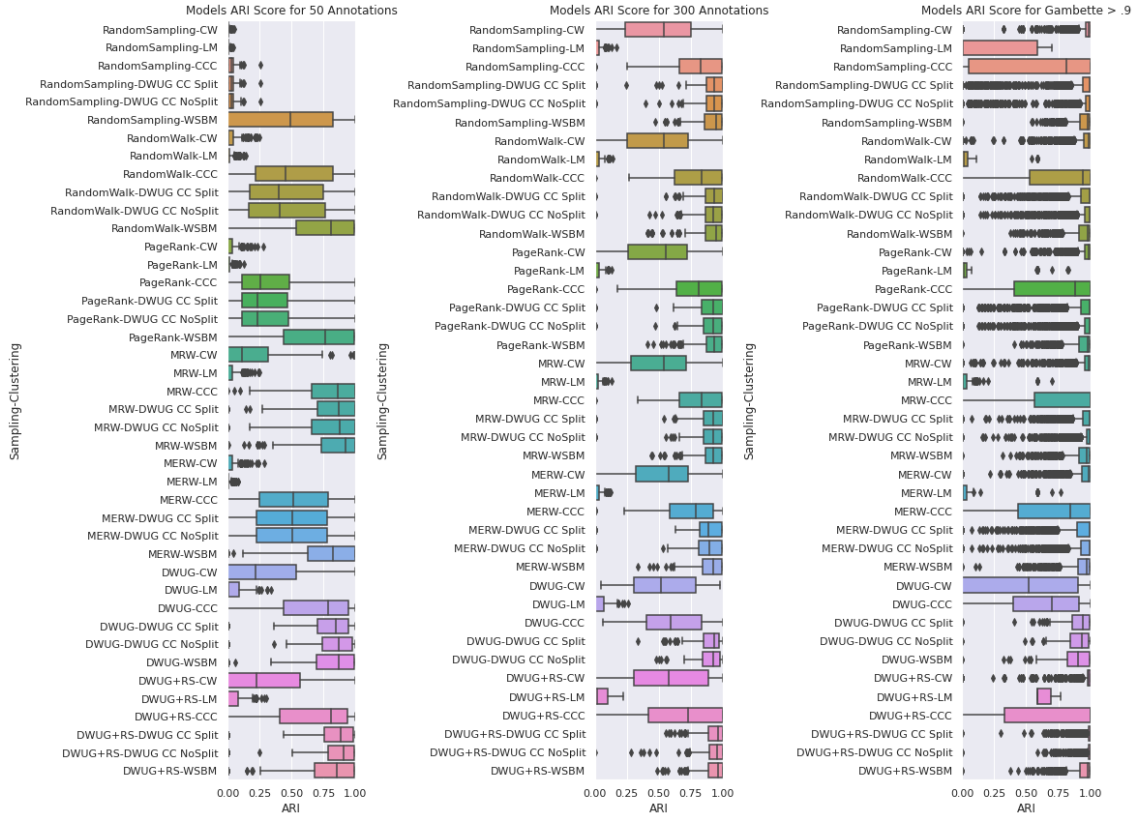 Models ARI Score for 50 Annotations
RandomSampling-CW
RandomSampling-LM
RandomSampling-CCC
RandomSampling-DWUG CC Split
RandomSampling-DWUG CC NoSplit
RandomSampling-WSBM
RandomWalk-CW
RandomWalk-LM
RandomWalk-CCC
RandomWalk-DWUG CC Split
RandomWalk-DWUG CC NoSplit
RandomWalk-WSBM
PageRank-CW
PageRank-LM
PageRank-CCC
PageRank-DWUG CC Split
PageRank-DWUG CC NoSplit
PageRank-WSBM
MRW-CW
MRW-LM
MRW-CCC
MRW-DWUG CC Split
MRW-DWUG CC NoSplit
MRW-WSBM
MERW-CW
MERW-LM
MERW-CCC
MERW-DWUG CC Split
MERW-DWUG CC NoSplit
MERW-WSBM
DWUG-CW
DWUG-LM
DWUG-CCC
DWUG-DWUG CC Split
DWUG-DWUG CC NoSplit
DWUG-WSBM
DWUG+RS-CW
DWUG+RS-LM
DWUG+RS-CCC
DWUG+RS-DWUG CC Split
DWUG+RS-DWUG CC NoSplit
DWUG+RS-WSBM
Sampling-Clustering
0.00 0.25 0.50 0.75 1.00
ARI
Models ARI Score for 300 Annotations
RandomSampling-CW
RandomSampling-LM
RandomSampling-CCC
RandomSampling-DWUG CC Split
RandomSampling-DWUG CC NoSplit
RandomSampling-WSBM
RandomWalk-CW
RandomWalk-LM
RandomWalk-CCC
RandomWalk-DWUG CC Split
RandomWalk-DWUG CC NoSplit
RandomWalk-WSBM
PageRank-CW
PageRank-LM
PageRank-CCC
PageRank-DWUG CC Split
PageRank-DWUG CC NoSplit
PageRank-WSBM
MRW-CW
MRW-LM
MRW-CCC
MRW-DWUG CC Split
MRW-DWUG CC NoSplit
MRW-WSBM
MERW-CW
MERW-LM
MERW-CCC
MERW-DWUG CC Split
MERW-DWUG CC NoSplit
MERW-WSBM
DWUG-CW
DWUG-LM
DWUG-CCC
DWUG-DWUG CC Split
DWUG-DWUG CC NoSplit
DWUG-WSBM
DWUG+RS-CW
DWUG+RS-LM
DWUG+RS-CCC
DWUG+RS-DWUG CC Split
DWUG+RS-DWUG CC NoSplit
DWUG+RS-WSBM
Sampling-Clustering
0.00 0.25 0.50 0.75 1.00
ARI
Models ARI Score for Gambette > .9
RandomSampling-CW
RandomSampling-LM
RandomSampling-CCC
RandomSampling-DWUG CC Split
RandomSampling-DWUG CC NoSplit
RandomSampling-WSBM
RandomWalk-CW
RandomWalk-LM
RandomWalk-CCC
RandomWalk-DWUG CC Split
RandomWalk-DWUG CC NoSplit
RandomWalk-WSBM
PageRank-CW
PageRank-LM
PageRank-CCC
PageRank-DWUG CC Split
PageRank-DWUG CC NoSplit
PageRank-WSBM
MRW-CW
MRW-LM
MRW-CCC
MRW-DWUG CC Split
MRW-DWUG CC NoSplit
MRW-WSBM
MERW-CW
MERW-LM
MERW-CCC
MERW-DWUG CC Split
MERW-DWUG CC NoSplit
MERW-WSBM
DWUG-CW
DWUG-CCC
DWUG-DWUG CC Split
DWUG-DWUG CC NoSplit
DWUG-WSBM
DWUG+RS-CW
DWUG+RS-LM
DWUG+RS-CCC
DWUG+RS-DWUG CC Split
DWUG+RS-DWUG CC NoSplit
DWUG+RS-WSBM
Sampling-Clustering
0.00 0.25 0.50 0.75 1.00
ARI